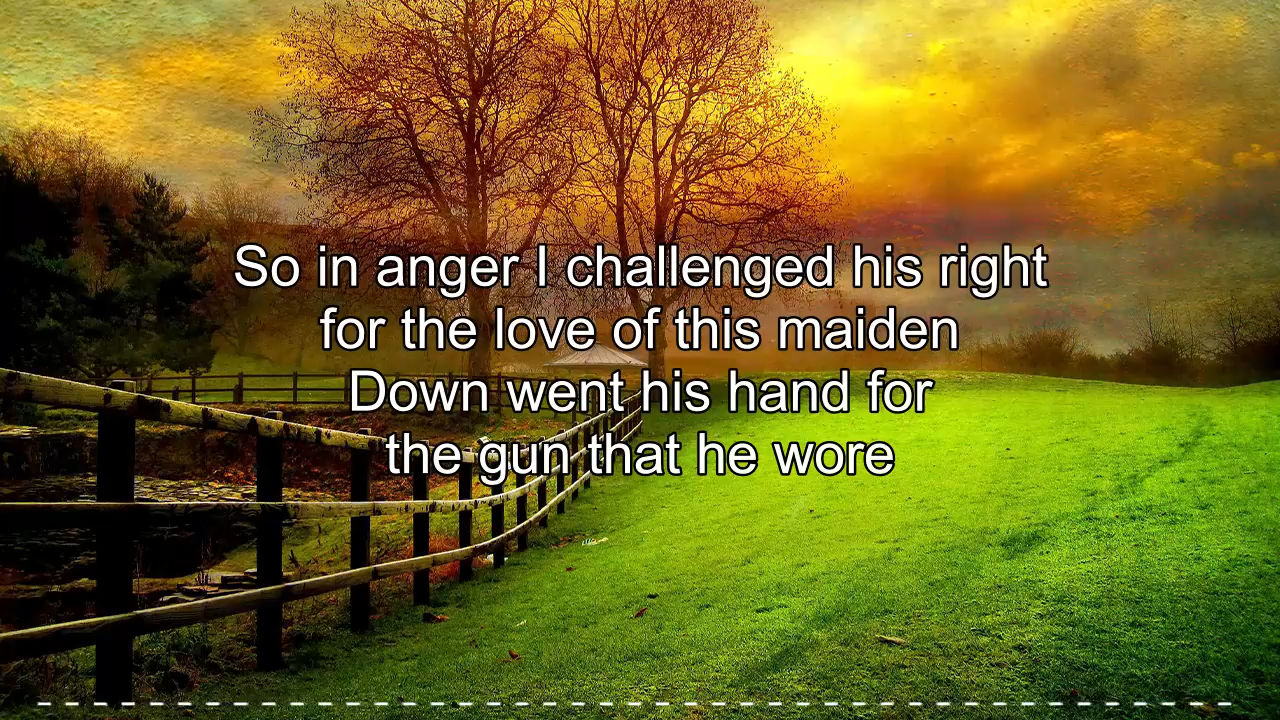 So in anger I challenged his right
for the love of this maiden
Down went his hand for
the gun that he wore